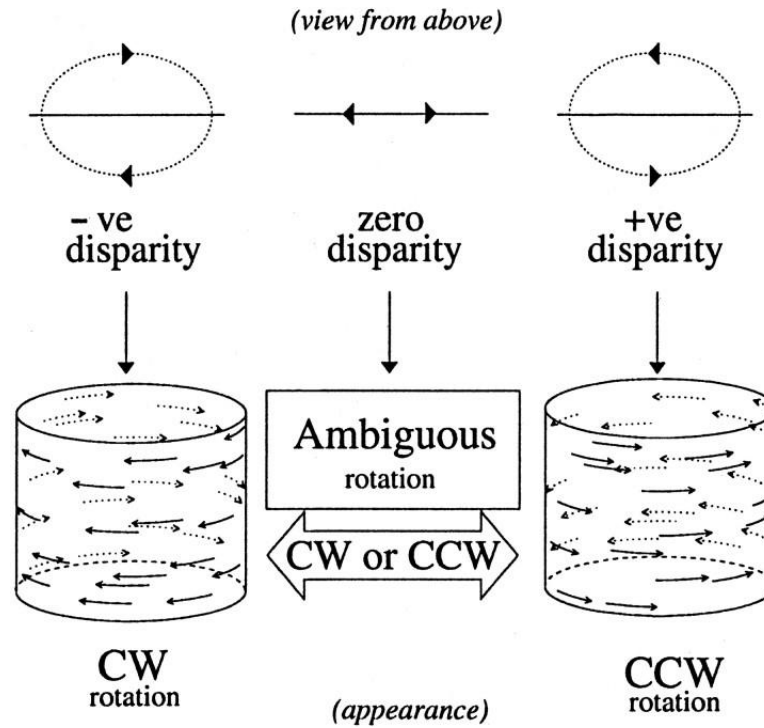 (view from above)
– ve
disparity
zero
disparity
+ve
disparity
Ambiguous
rotation
CW or CCW
CW
rotation
CCW
rotation
(appearance)